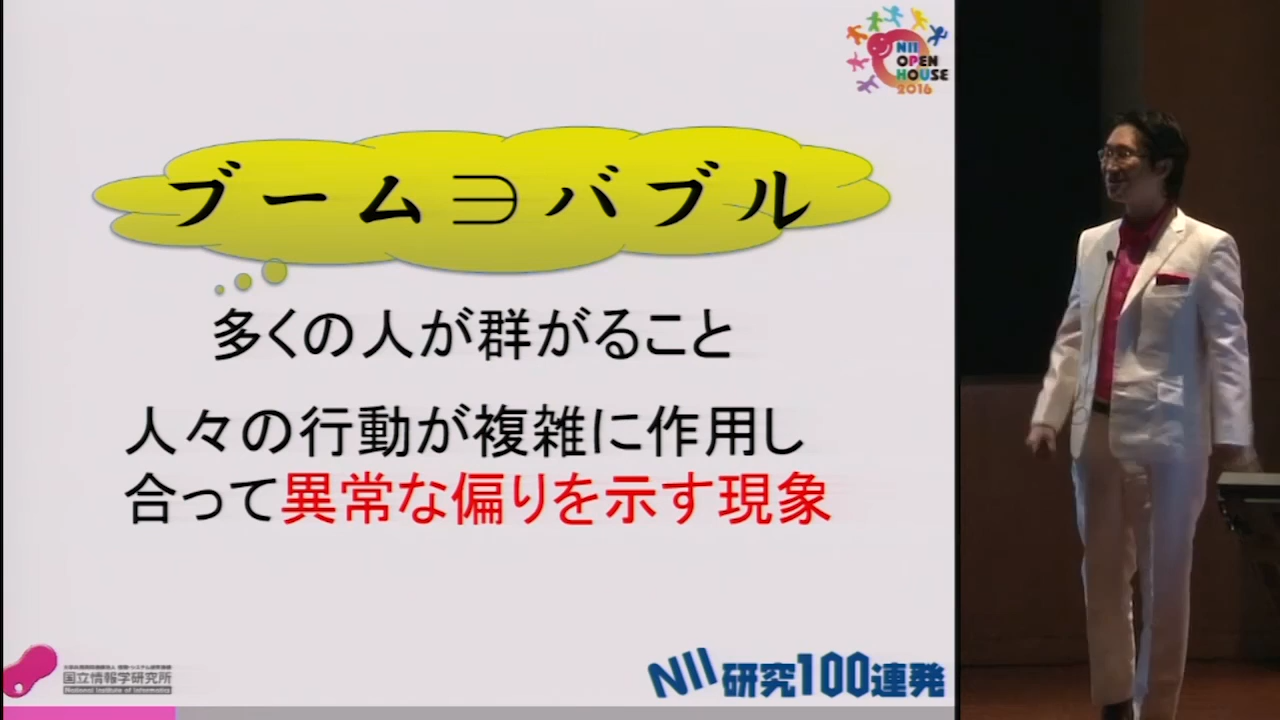 NII
OPEN
HOUSE
2016
ブーム∋バブル
多くの人が群がること
人々の行動が複雑に作用し
合って異常な偏りを示す現象
国立情報学研究所
National Institute of Informatics
NII 研究100連発